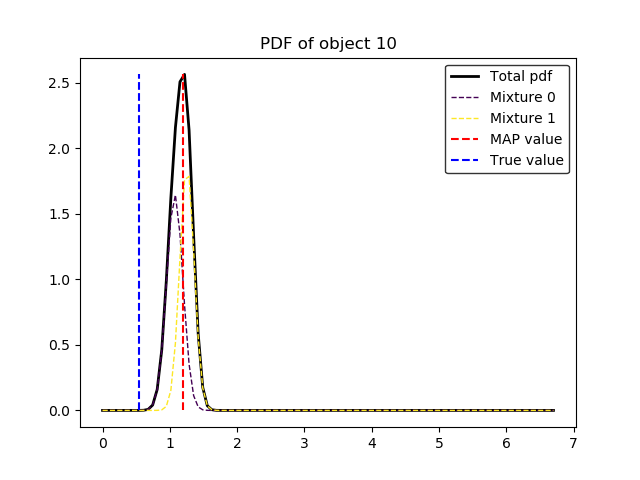 PDF of object 10
Total pdf
Mixture 0
Mixture 1
MAP value
True value
2.5
2.0
1.5
1.0
0.5
0.0
0 1 2 3 4 5 6 7